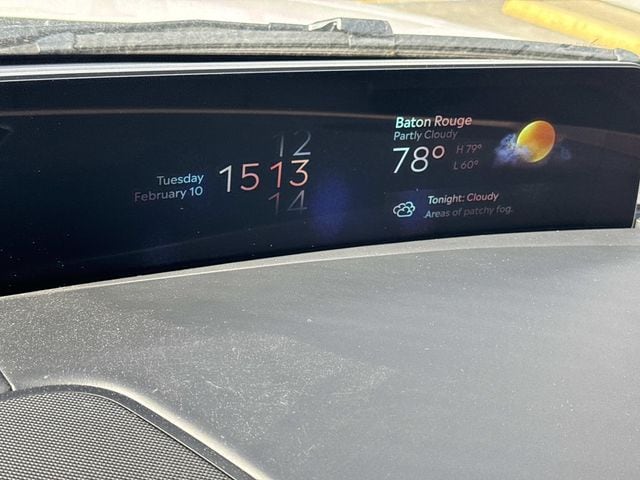 Tuesday
February 10
12
15 13
14
Baton Rouge
Partly Cloudy
78° H 79°
L 60°
Tonight: Cloudy
Areas of patchy fog.